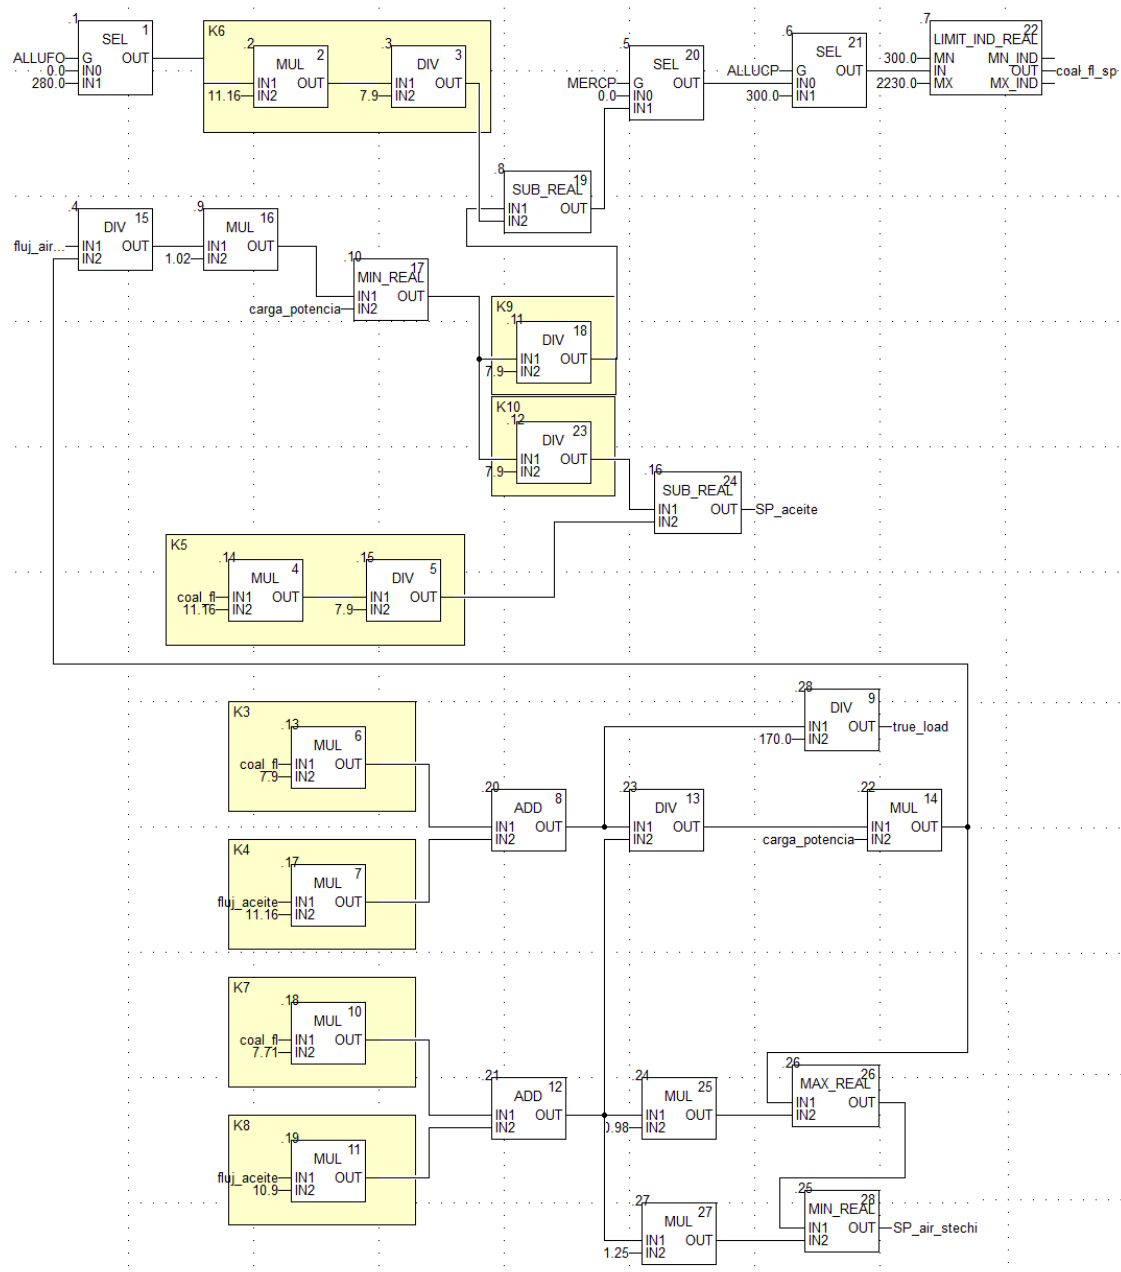 .1 1
SEL
ALLUFO G OUT
0.0 IN0
280.0 IN1
K6
.2 2
MUL
IN1 OUT
11.16 IN2
.3 3
DIV
IN1 OUT
7.9 IN2
.5 20
SEL
MERCP G OUT
0.0 IN0
IN1
.6 21
SEL
ALLUCP G OUT
IN0
300.0 IN1
.7 22
LIMIT_IND_REAL
300.0 MN MN_IND
IN OUT coal_fl_sp
2230.0 MX MX_IND
.8 19
SUB_REAL
IN1 OUT
IN2
.4 15
DIV
fluj_air... IN1 OUT
IN2
.9 16
MUL
IN1 OUT
1.02 IN2
.10 17
MIN_REAL
IN1 OUT
carga_potencia IN2
K9
.11 18
DIV
IN1 OUT
7.9 IN2
K10
.12 23
DIV
IN1 OUT
7.9 IN2
.16 24
SUB_REAL
IN1 OUT SP_aceite
IN2
K5
.14 4
MUL
coal_fl IN1 OUT
11.16 IN2
.15 5
DIV
IN1 OUT
7.9 IN2
.28 9
DIV
IN1 OUT true_load
170.0 IN2
K3
.13 6
MUL
coal_fl IN1 OUT
7.9 IN2
.20 8
ADD
IN1 OUT
IN2
.23 13
DIV
IN1 OUT
IN2
.22 14
MUL
IN1 OUT
carga_potencia IN2
K4
.17 7
MUL
fluj_aceite IN1 OUT
11.16 IN2
K7
.18 10
MUL
coal_fl IN1 OUT
7.71 IN2
.21 12
ADD
IN1 OUT
IN2
.24 25
MUL
IN1 OUT
0.98 IN2
.26 26
MAX_REAL
IN1 OUT
IN2
K8
.19 11
MUL
fluj_aceite IN1 OUT
10.9 IN2
.27 27
MUL
IN1 OUT
1.25 IN2
.25 28
MIN_REAL
IN1 OUT SP_air_stechi
IN2